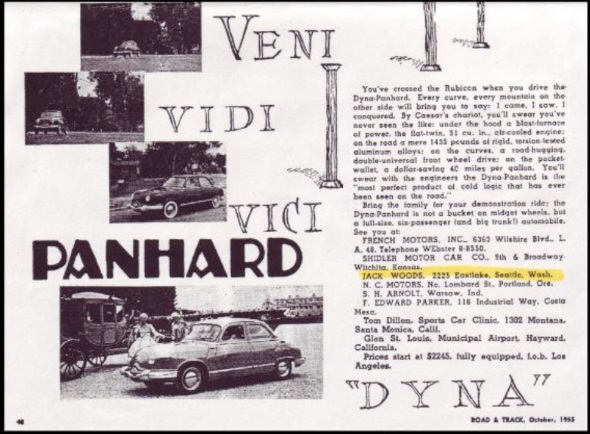 VENI
VIDI
VICI
PANHARD
You've crossed the Rubicon when you drive the
Dyna-Panhard. Every curve, every mountain on the
other side will bring you to say: I came, I saw, I
conquered. By Caesar's chariot, you'll swear you've
never seen the like: under the hood a blast-furnace
of power, the flat-twin, 51 cu. in., air-cooled engine;
on the road a mere 1455 pounds of rigid, torsion-tested
aluminum alloys; on the curves, a road-hugging,
double-universal front wheel drive; on the pocket-
wallet, a dollar-saving 40 miles per gallon. You'll
swear with the engineers the Dyna-Panhard is the
"most perfect product of cold logic that has ever
been seen on the road."
Bring the family for your demonstration ride; the
Dyna-Panhard is not a bucket on midget wheels, but
a full-size, six-passenger (and big trunk!) automobile.
See you at:
FRENCH MOTORS, INC., 6363 Wilshire Blvd., L.
A. 48. Telephone WEbster 8-8550.
SHIDLER MOTOR CAR CO., 9th & Broadway
Wichita, Kansas.
JACK WOODS, 2225 Eastlake, Seattle, Wash.
N. C. MOTORS, No. Lombard St. Portland, Ore.
S. H. ARNOLT, Warsaw, Ind.
F. EDWARD PARKER, 116 Industrial Way, Costa
Mesa.
Tom Dillon, Sports Car Clinic, 1302 Montana,
Santa Monica, Calif.
Glen St. Louis, Municipal Airport, Hayward,
California.
Prices start at $2245, fully equipped, f.o.b. Los
Angeles.
"DYNA"
48
ROAD & TRACK, October, 1955